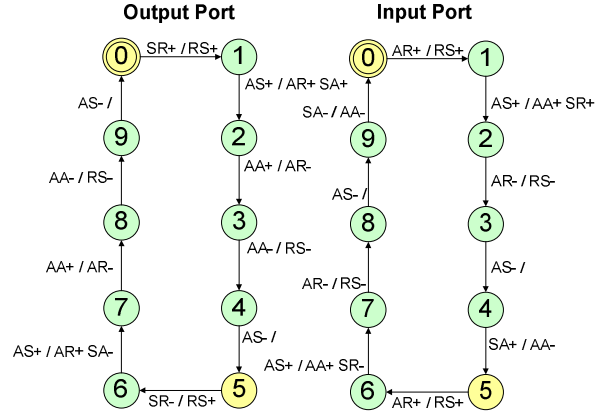 Output Port
Input Port
0
SR+ / RS+
1
0
AR+ / RS+
1
AS+ / AR+ SA+
AS+ / AA+ SR+
AS- /
SA- / AA-
9
2
9
2
AA+ / AR-
AR- / RS-
AA- / RS-
AS- /
8
3
8
3
AA- / RS-
AS- /
AA+ / AR-
AR- / RS-
7
4
7
4
AS- /
SA+ / AA-
AS+ / AR+ SA-
AS+ / AA+ SR-
6
SR- / RS+
5
6
AR+ / RS+
5